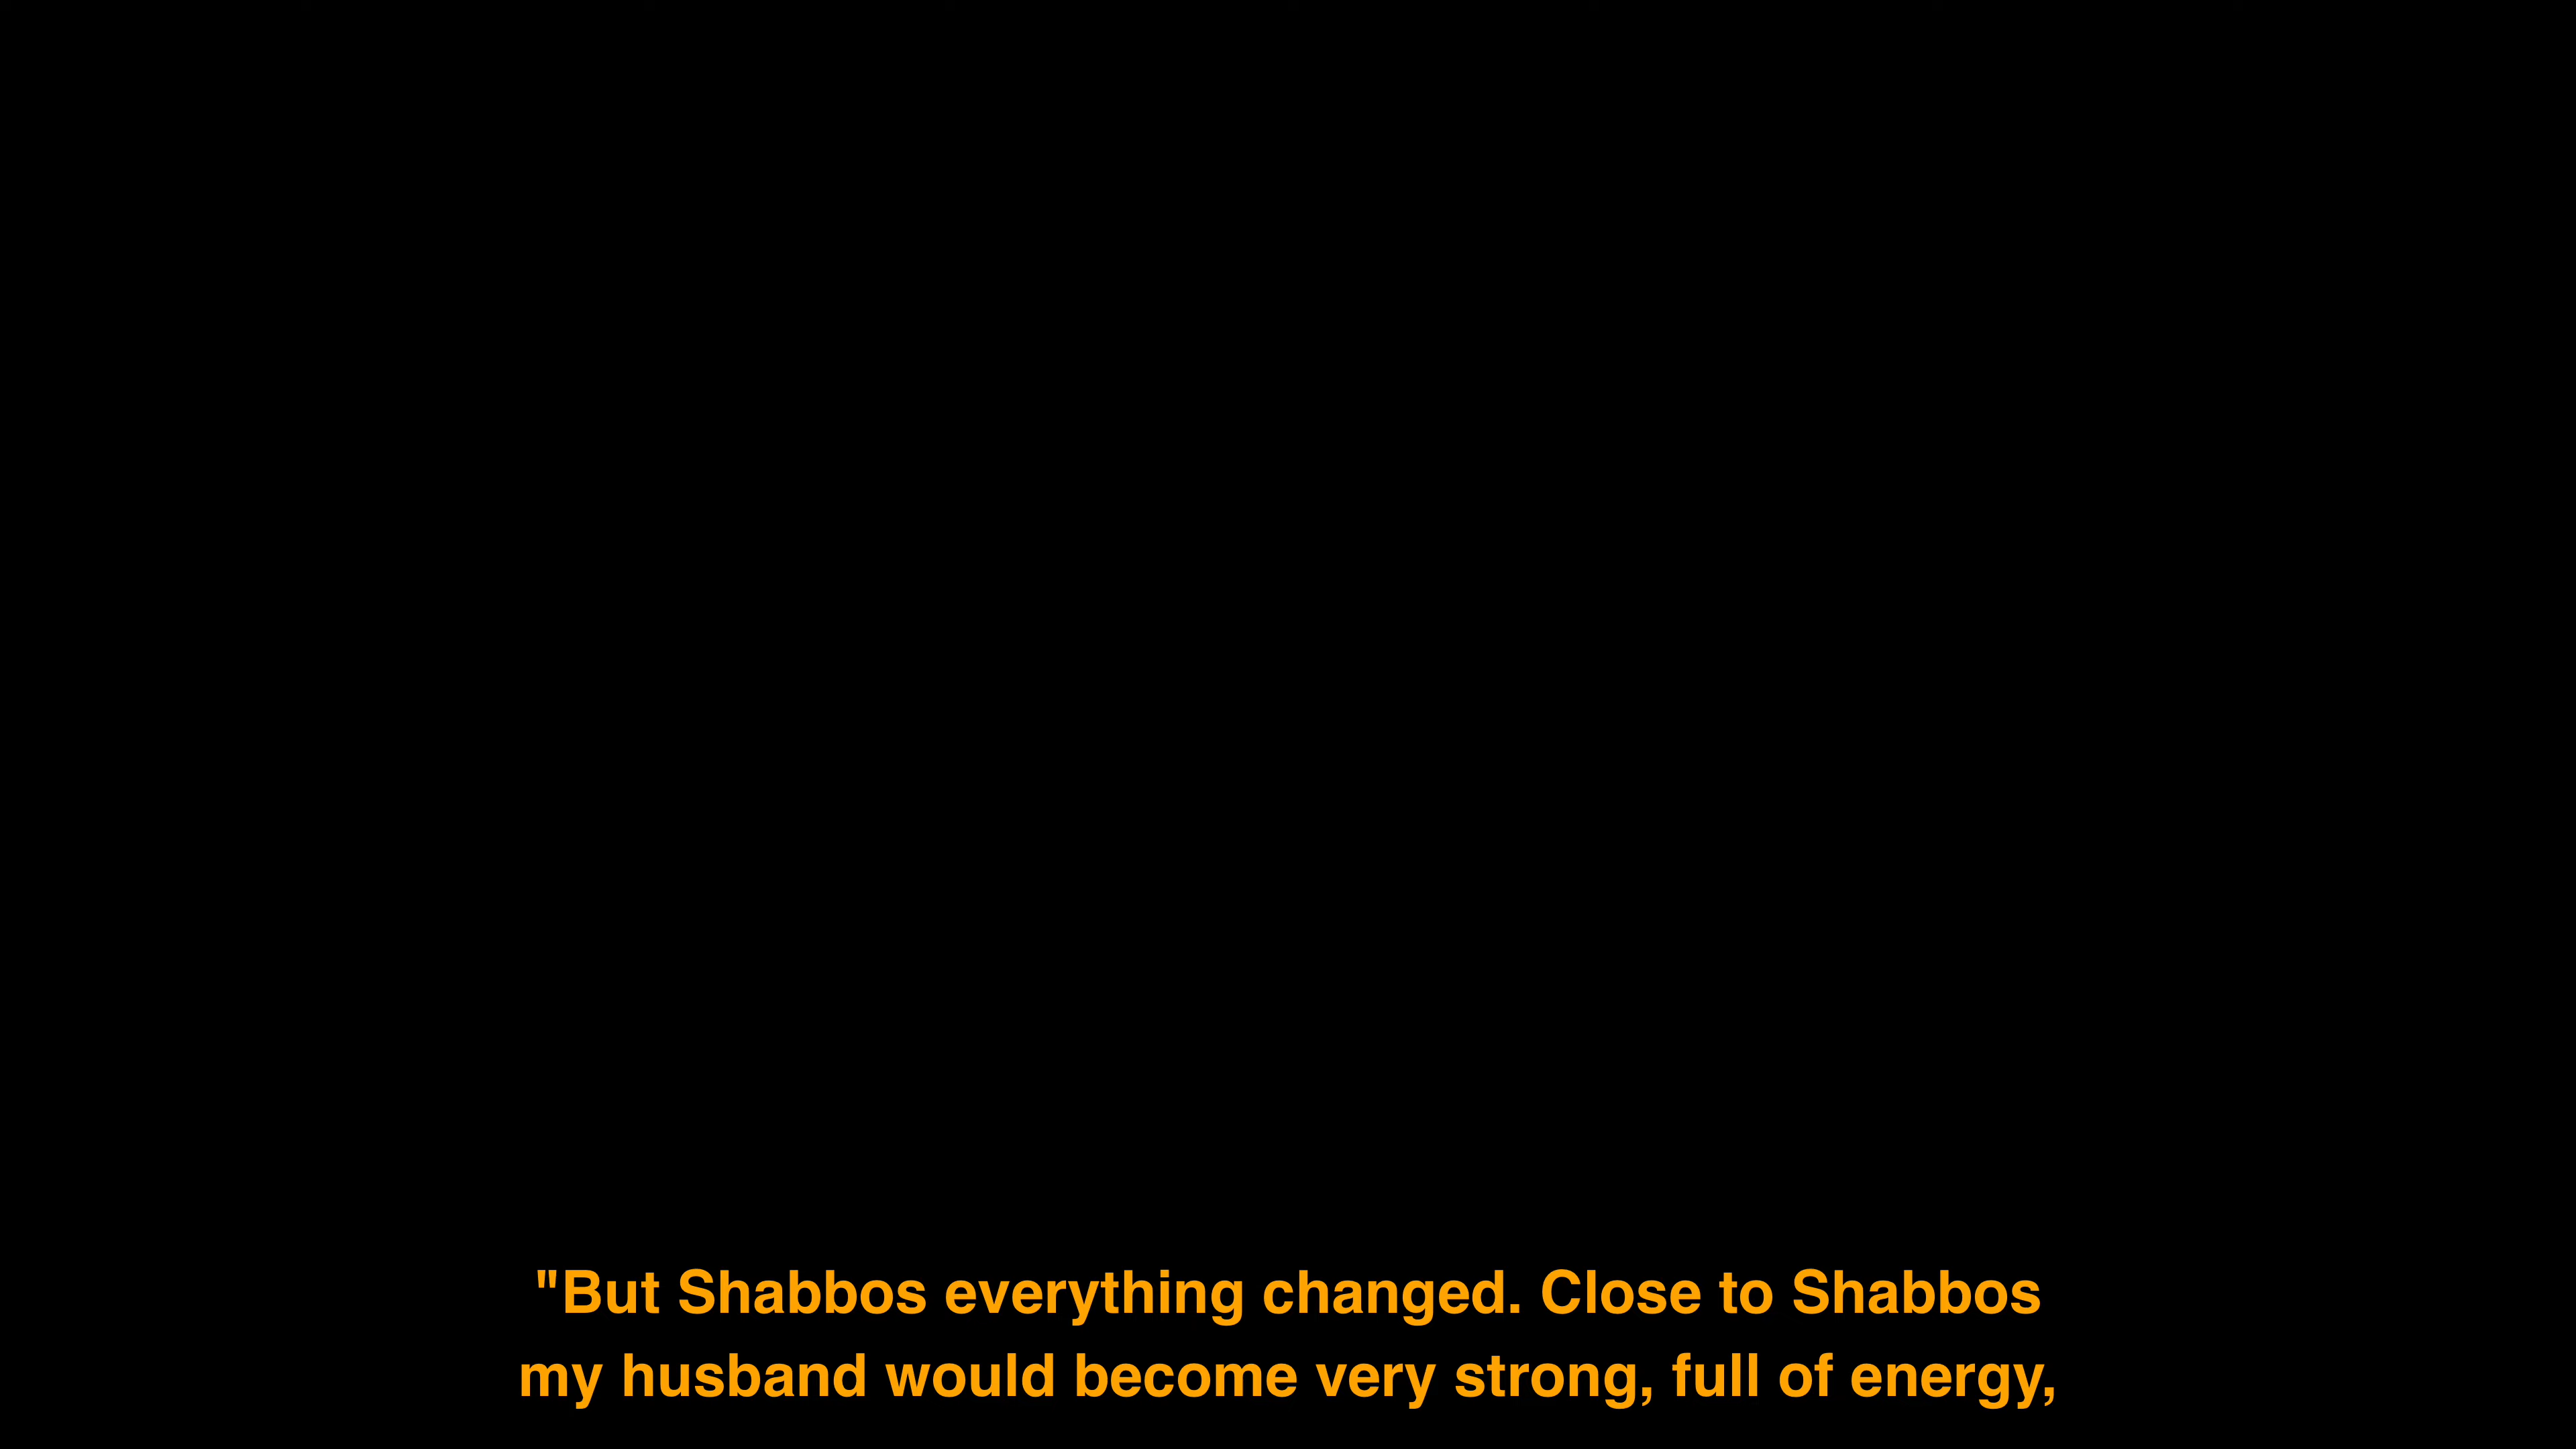 "But Shabbos everything changed. Close to Shabbos
my husband would become very strong, full of energy,